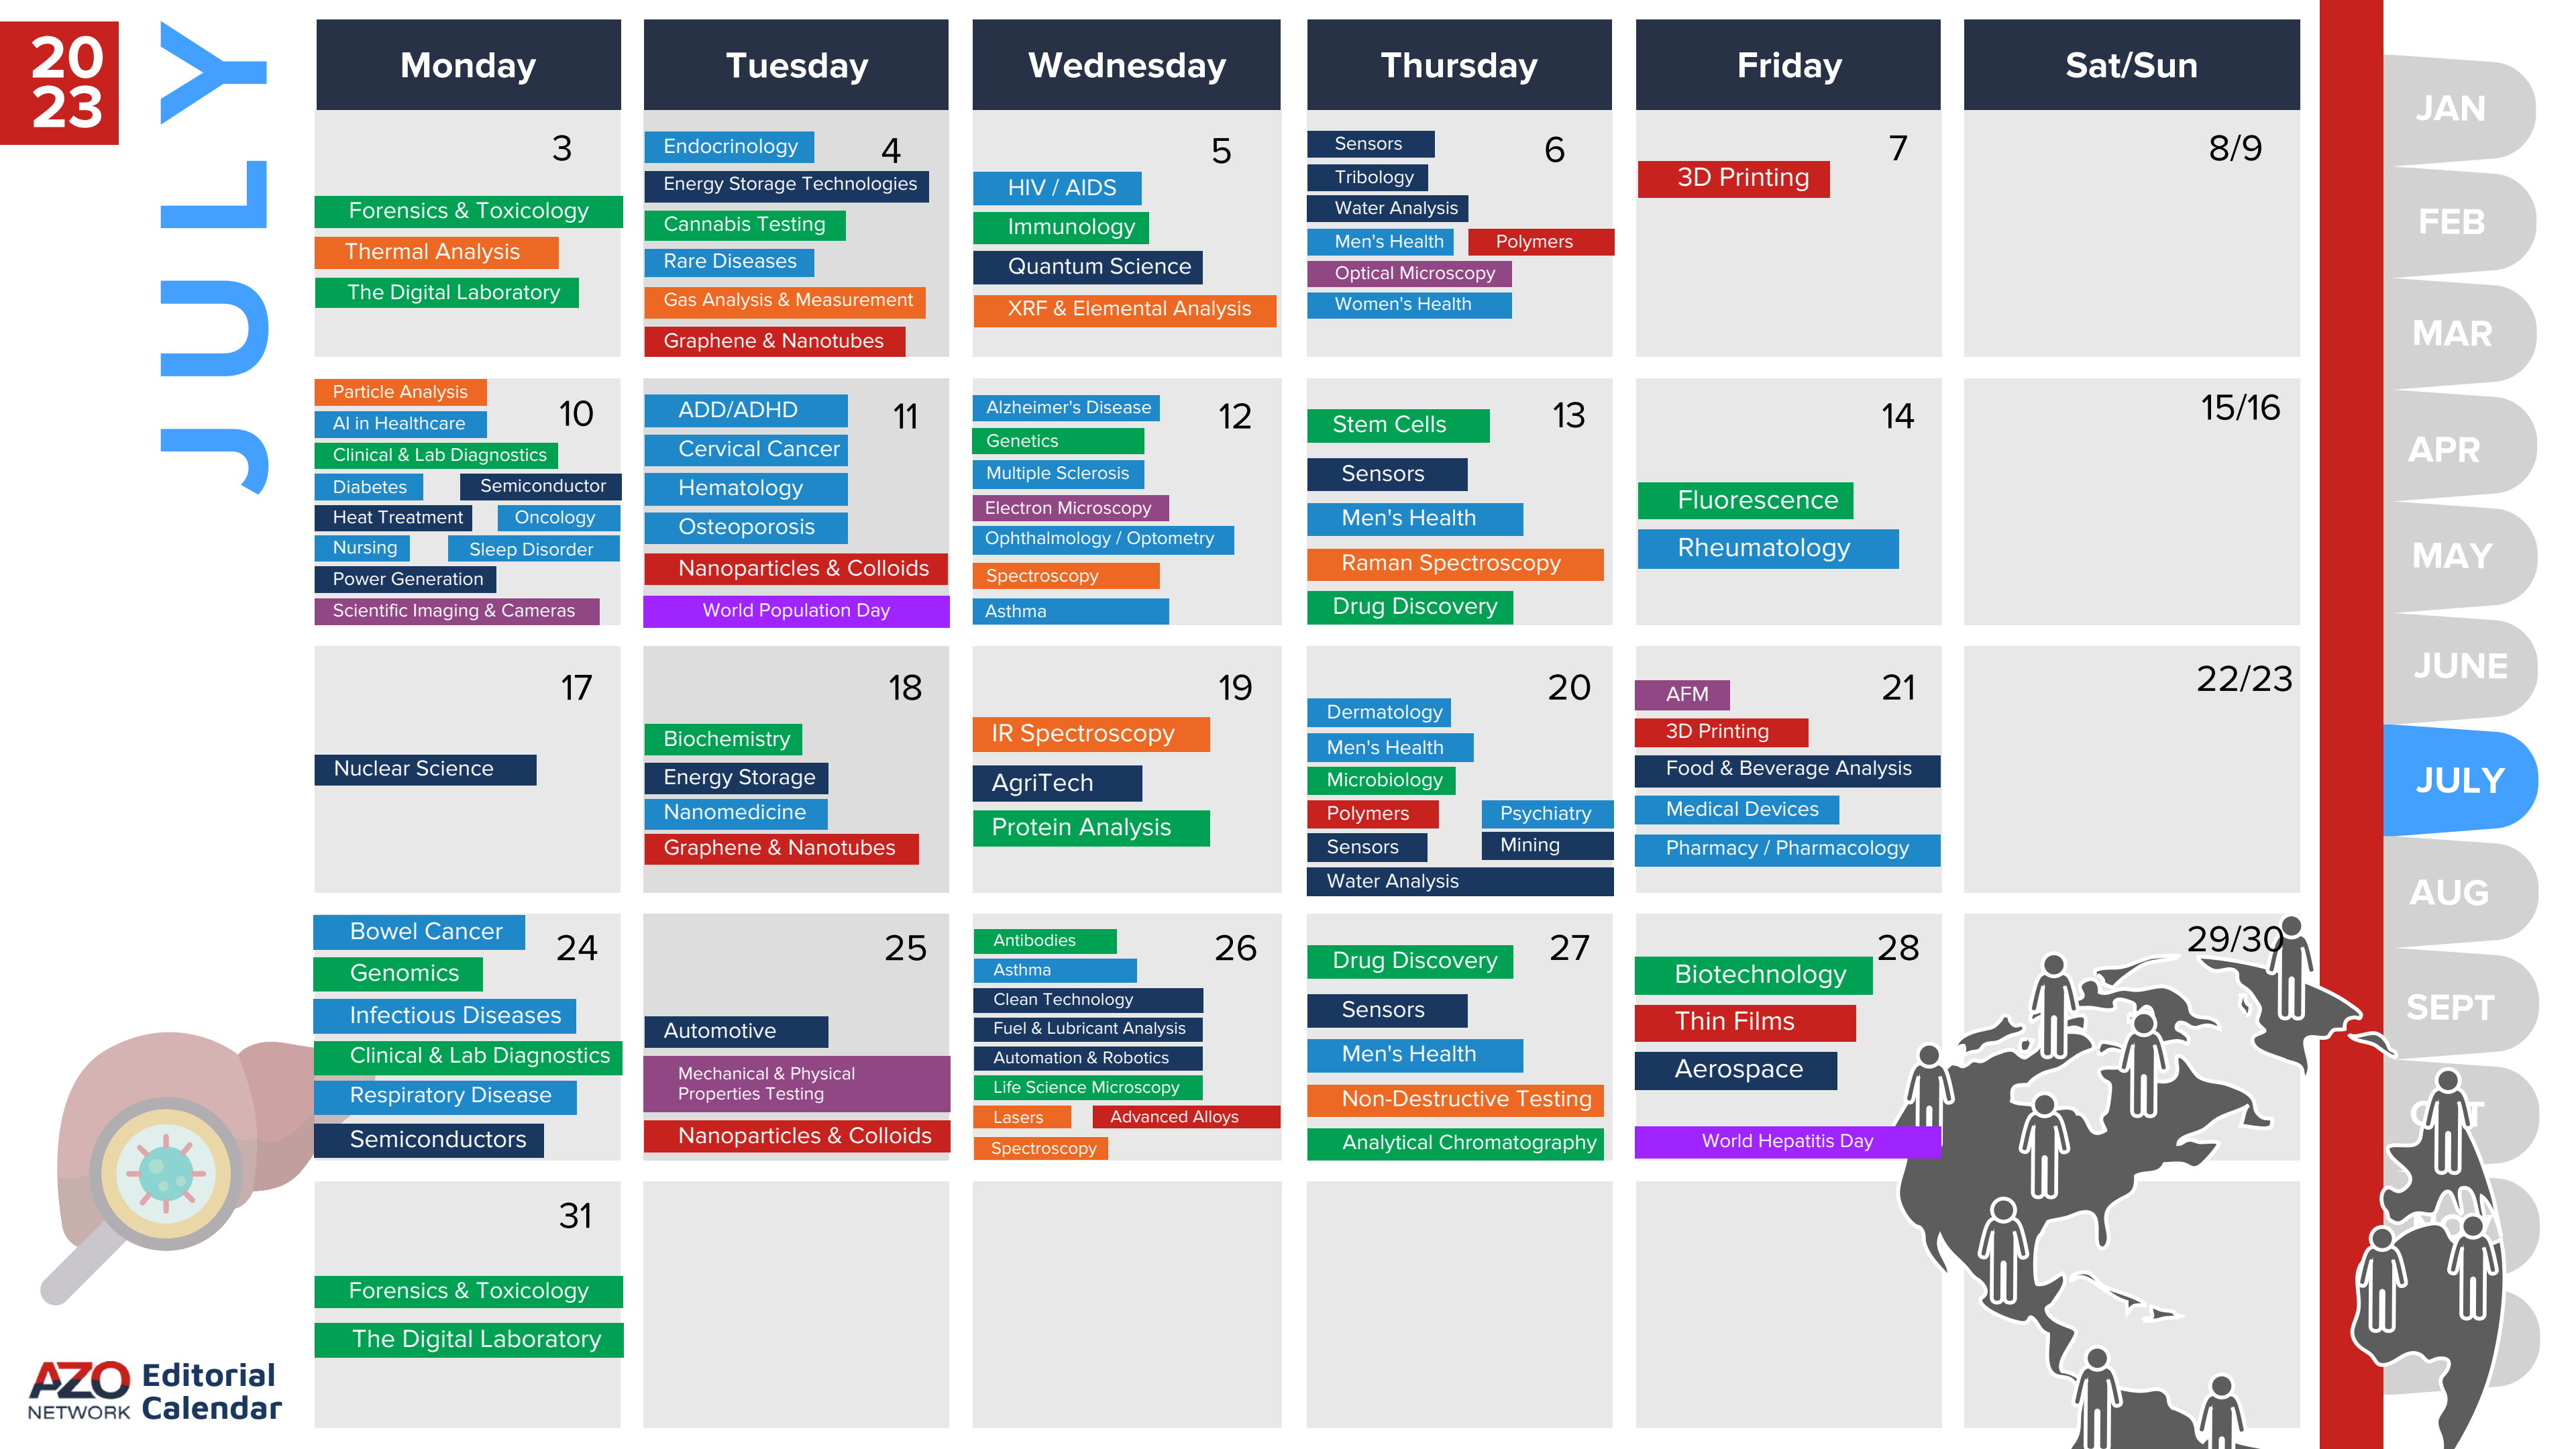 20
23
JULY
Monday
Tuesday
Wednesday
Thursday
Friday
Sat/Sun
3
Forensics & Toxicology
Thermal Analysis
The Digital Laboratory
Endocrinology
4
Energy Storage Technologies
Cannabis Testing
Rare Diseases
Gas Analysis & Measurement
Graphene & Nanotubes
5
HIV / AIDS
Immunology
Quantum Science
XRF & Elemental Analysis
Sensors
6
Tribology
Water Analysis
Men's Health
Polymers
Optical Microscopy
Women's Health
7
3D Printing
8/9
Particle Analysis
10
AI in Healthcare
Clinical & Lab Diagnostics
Diabetes
Semiconductor
Heat Treatment
Oncology
Nursing
Sleep Disorder
Power Generation
Scientific Imaging & Cameras
ADD/ADHD
11
Cervical Cancer
Hematology
Osteoporosis
Nanoparticles & Colloids
World Population Day
Alzheimer's Disease
12
Genetics
Multiple Sclerosis
Electron Microscopy
Ophthalmology / Optometry
Spectroscopy
Asthma
13
Stem Cells
Sensors
Men's Health
Raman Spectroscopy
Drug Discovery
14
Fluorescence
Rheumatology
15/16
17
Nuclear Science
18
Biochemistry
Energy Storage
Nanomedicine
Graphene & Nanotubes
19
IR Spectroscopy
AgriTech
Protein Analysis
20
Dermatology
Men's Health
Microbiology
Polymers
Psychiatry
Sensors
Mining
Water Analysis
AFM
21
3D Printing
Food & Beverage Analysis
Medical Devices
Pharmacy / Pharmacology
22/23
Bowel Cancer
24
Genomics
Infectious Diseases
Clinical & Lab Diagnostics
Respiratory Disease
Semiconductors
25
Automotive
Mechanical & Physical
Properties Testing
Nanoparticles & Colloids
Antibodies
26
Asthma
Clean Technology
Fuel & Lubricant Analysis
Automation & Robotics
Life Science Microscopy
Lasers
Advanced Alloys
Spectroscopy
27
Drug Discovery
Sensors
Men's Health
Non-Destructive Testing
Analytical Chromatography
28
Biotechnology
Thin Films
Aerospace
World Hepatitis Day
29/30
31
Forensics & Toxicology
The Digital Laboratory
JAN
FEB
MAR
APR
MAY
JUNE
JULY
AUG
SEPT
AZO
NETWORK
Editorial
Calendar